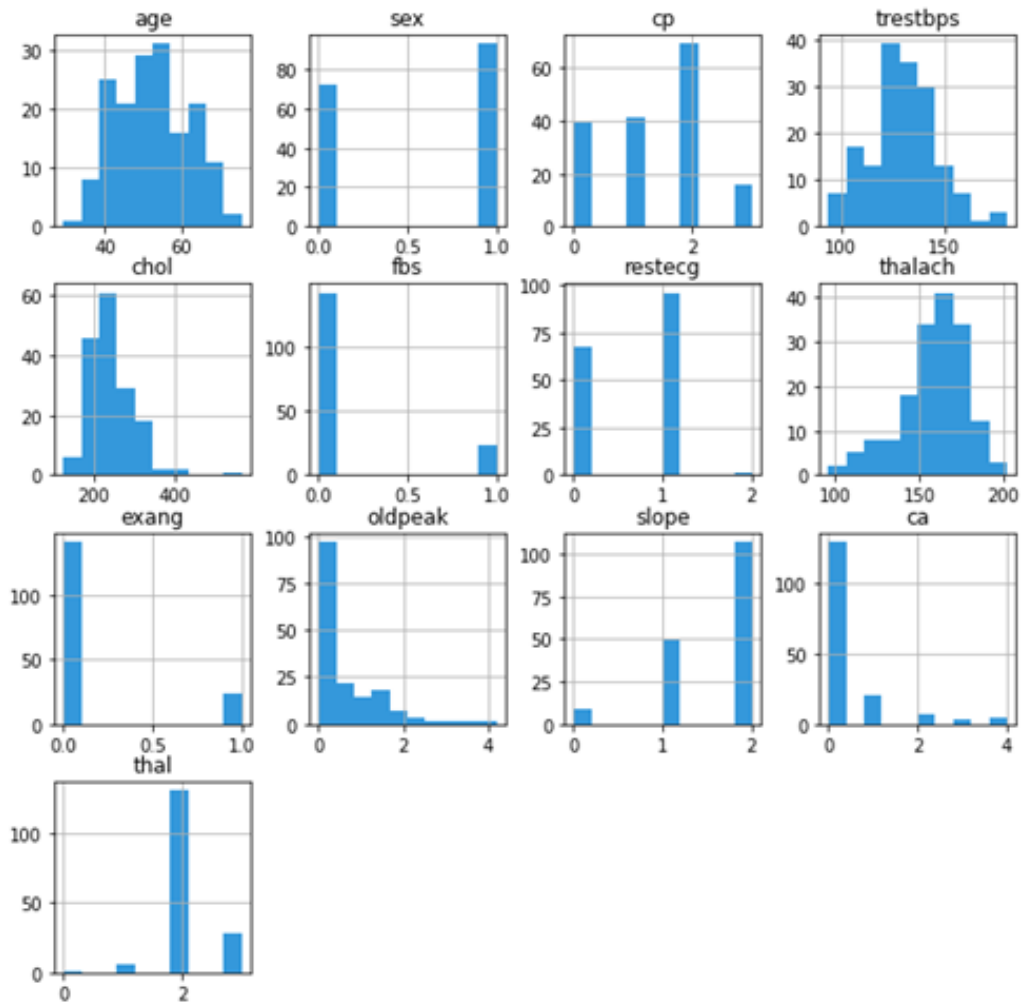 age sex cp trestbps
30 20 10 0 40 60
80 60 40 20 0 0.0 0.5 1.0
60 40 20 0 0 2
40 30 20 10 0 100 150
chol fbs restecg thalach
60 40 20 0 200 400
100 50 0 0.0 0.5 1.0
100 75 50 25 0 0 1 2
40 30 20 10 0 100 150 200
exang oldpeak slope ca
100 50 0 0.0 0.5 1.0
100 75 50 25 0 0 2 4
100 75 50 25 0 0 1 2
100 50 0 0 2 4
thal
100 50 0 0 2